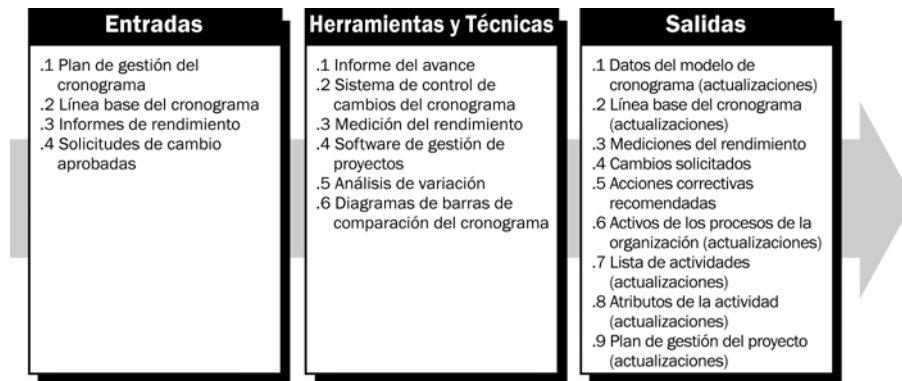 Entradas
.1 Plan de gestión del
cronograma
.2 Línea base del cronograma
.3 Informes de rendimiento
.4 Solicitudes de cambio
aprobadas
Herramientas y Técnicas
.1 Informe del avance
.2 Sistema de control de
cambios del cronograma
.3 Medición del rendimiento
.4 Software de gestión de
proyectos
.5 Análisis de variación
.6 Diagramas de barras de
comparación del cronograma
Salidas
.1 Datos del modelo de
cronograma (actualizaciones)
.2 Línea base del cronograma
(actualizaciones)
.3 Mediciones del rendimiento
.4 Cambios solicitados
.5 Acciones correctivas
recomendadas
.6 Activos de los procesos de la
organización (actualizaciones)
.7 Lista de actividades
(actualizaciones)
.8 Atributos de la actividad
(actualizaciones)
.9 Plan de gestión del proyecto
(actualizaciones)